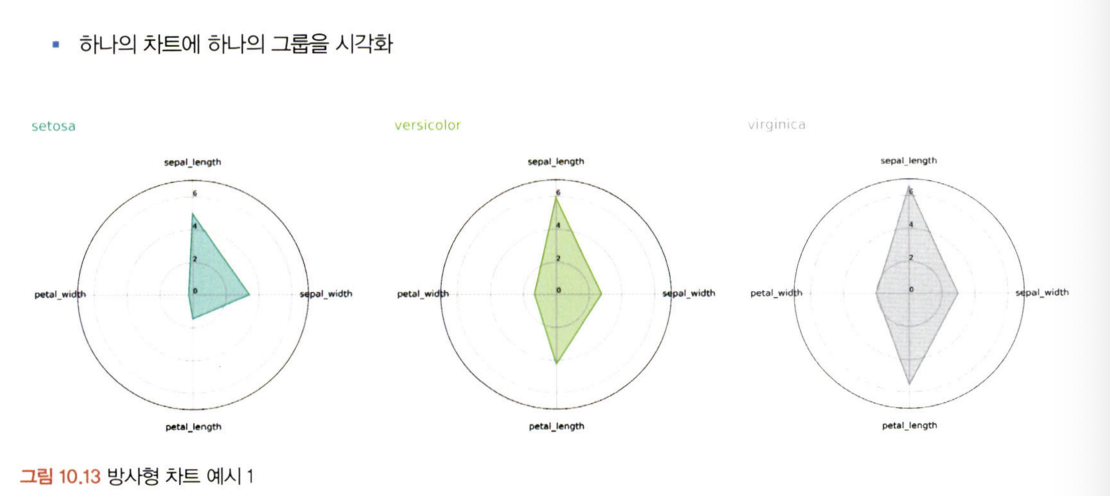 ▪ 하나의 차트에 하나의 그룹을 시각화
setosa
sepal_length
6
4
2
0
petal_width
sepal_width
petal_length
versicolor
sepal_length
6
4
2
0
petal_width
sepal_width
petal_length
virginica
sepal_length
6
4
2
0
petal_width
sepal_width
petal_length
그림 10.13 방사형 차트 예시 1